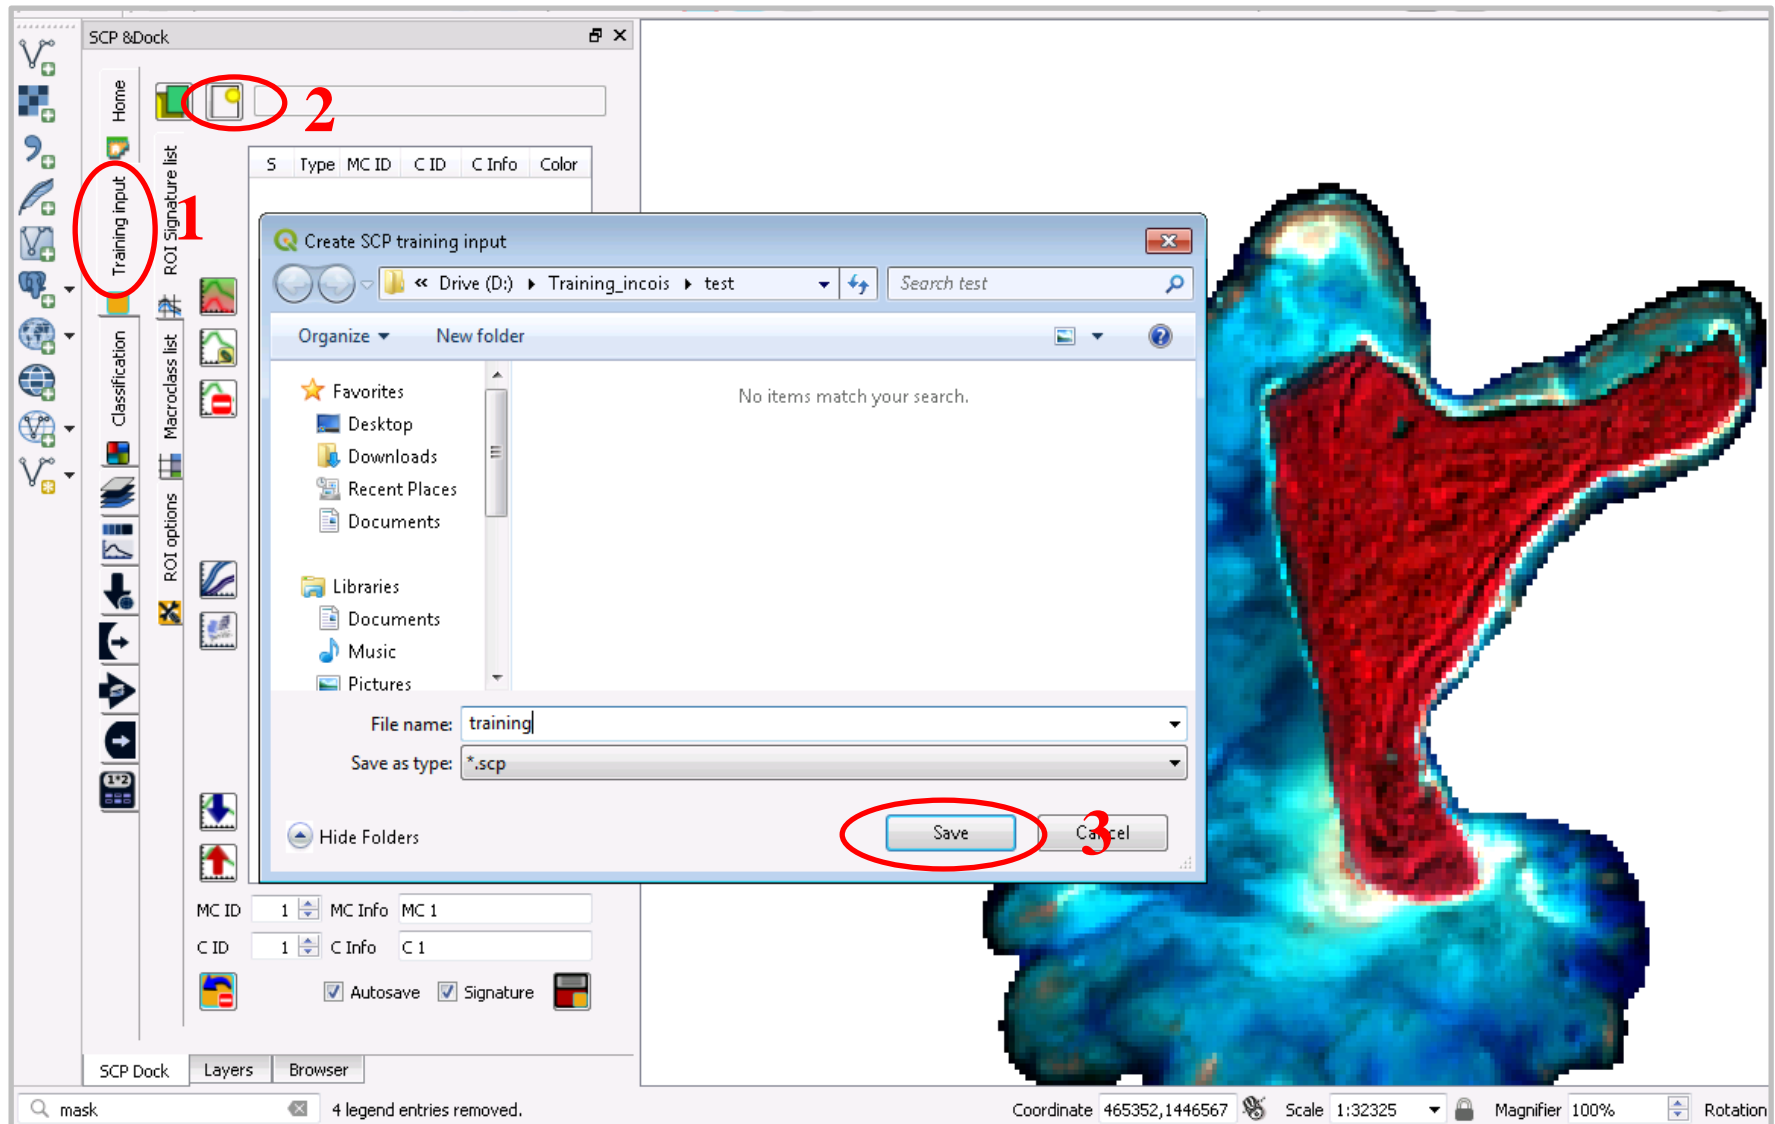 SCP &Dock
Home
Training input
Classification
ROI Signature list
Macroclass list
ROI options
1
2
S Type MC ID C ID C Info Color
Create SCP training input
« Drive (D:) Training_incois test
Search test
Organize New folder
Favorites
Desktop
Downloads
Recent Places
Documents
Libraries
Documents
Music
Pictures
No items match your search.
File name: training
Save as type: *.scp
Hide Folders
Save
3
MC ID 1 MC Info MC 1
C ID 1 C Info C 1
Autosave Signature
SCP Dock Layers Browser
mask 4 legend entries removed. Coordinate 465352,1446567 Scale 1:32325 Magnifier 100% Rotation